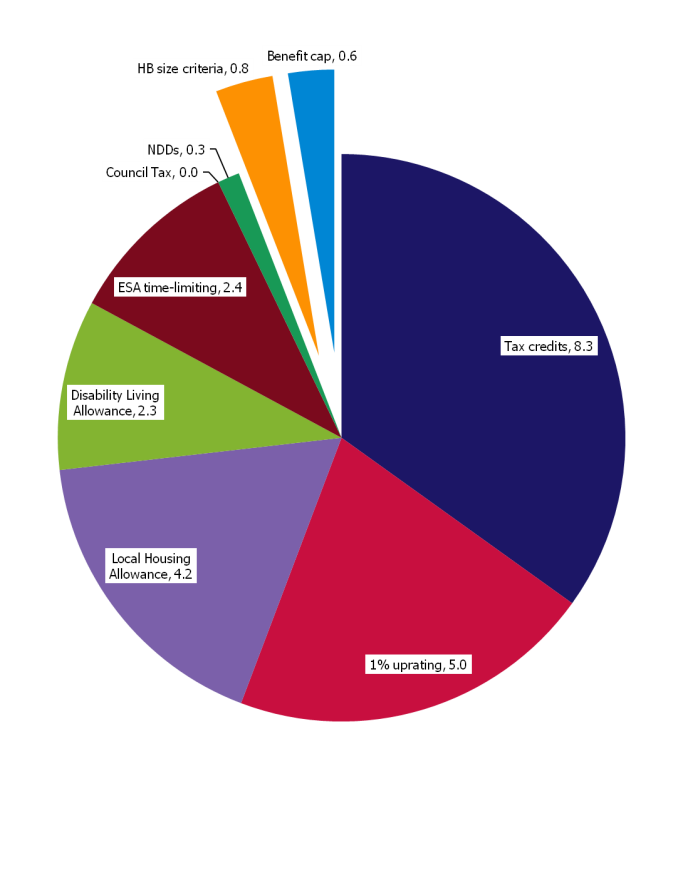 Benefit cap, 0.6
HB size criteria, 0.8
NDDs, 0.3
Council Tax, 0.0
ESA time-limiting, 2.4
Tax credits, 8.3
Disability Living
Allowance, 2.3
Local Housing
Allowance, 4.2
1% uprating, 5.0